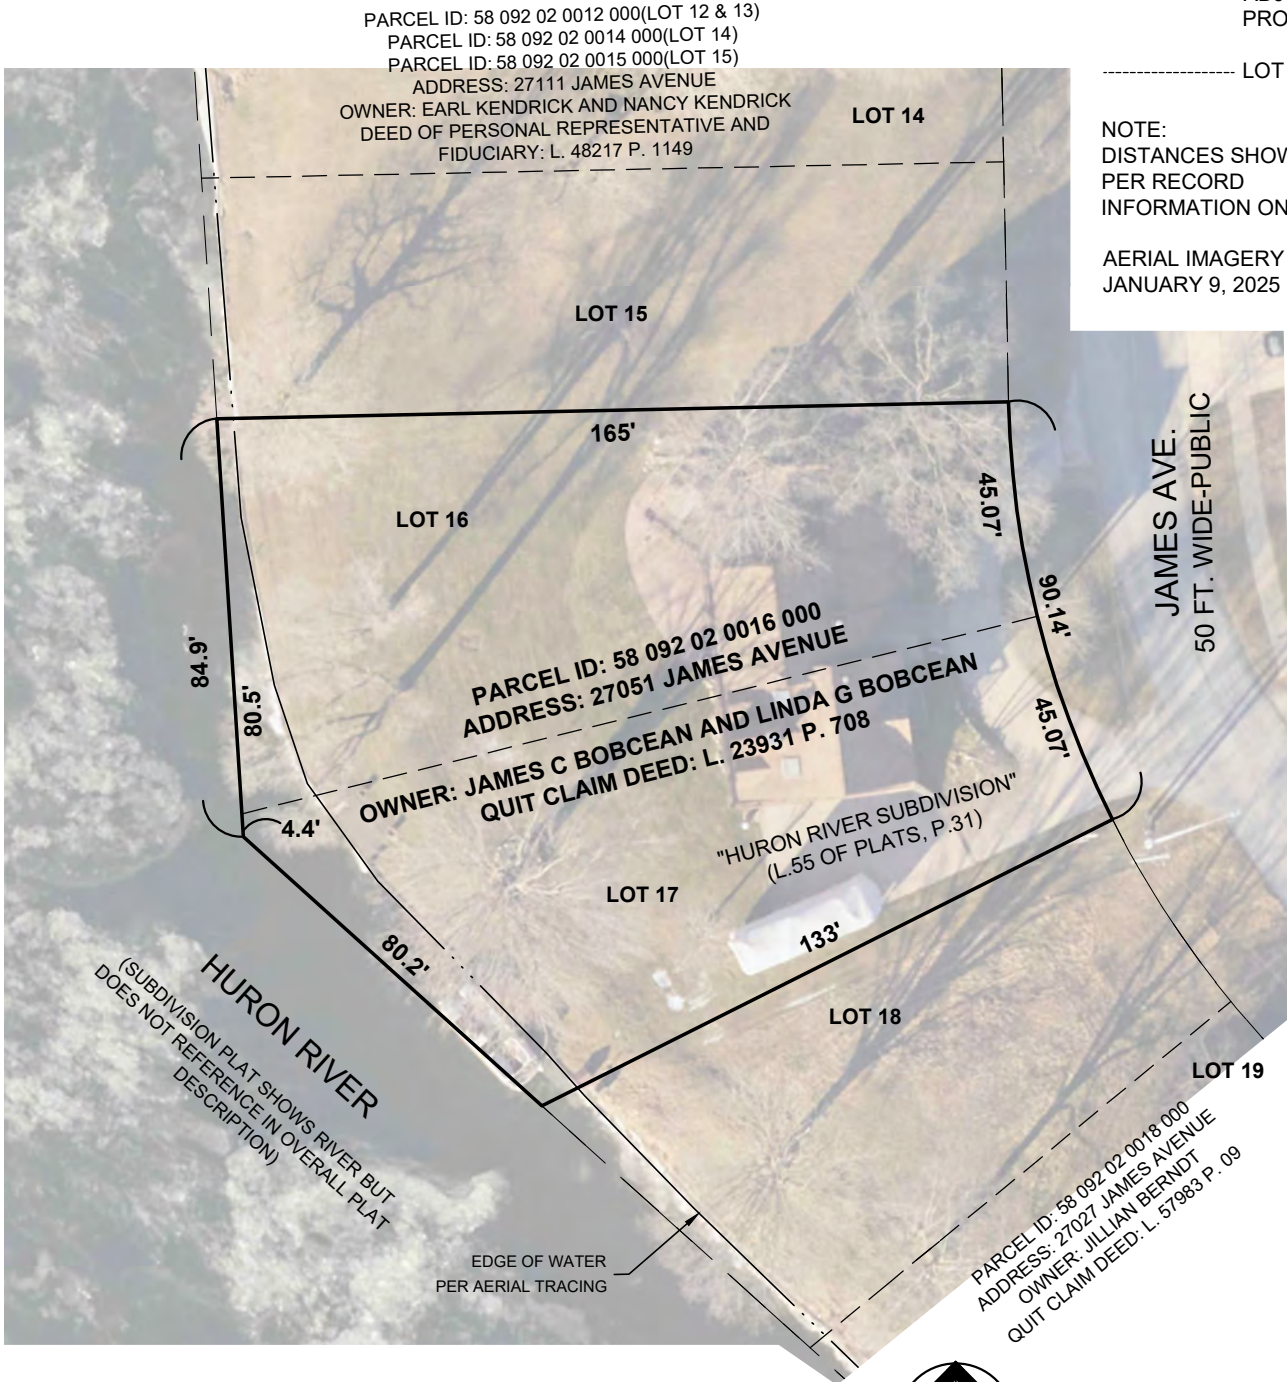 PARCEL ID: 58 092 02 0012 000(LOT 12 & 13)
PARCEL ID: 58 092 02 0014 000(LOT 14)
PARCEL ID: 58 092 02 0015 000(LOT 15)
ADDRESS: 27111 JAMES AVENUE
OWNER: EARL KENDRICK AND NANCY KENDRICK
DEED OF PERSONAL REPRESENTATIVE AND
FIDUCIARY: L. 48217 P. 1149
LOT 14
PRO
------------------- LOT
NOTE:
DISTANCES SHOW
PER RECORD
INFORMATION ON
AERIAL IMAGERY
JANUARY 9, 2025
LOT 15
165'
45.07'
JAMES AVE.
50 FT. WIDE-PUBLIC
LOT 16
90.14'
84.9'
80.5'
PARCEL ID: 58 092 02 0016 000
ADDRESS: 27051 JAMES AVENUE
OWNER: JAMES C BOBCEAN AND LINDA G BOBCEAN
QUIT CLAIM DEED: L. 23931 P. 708
45.07'
4.4'
"HURON RIVER SUBDIVISION"
(L.55 OF PLATS, P.31)
LOT 17
133'
80.2'
HURON RIVER
(SUBDIVISION PLAT SHOWS RIVER BUT
DOES NOT REFERENCE IN OVERALL PLAT
DESCRIPTION)
LOT 18
LOT 19
EDGE OF WATER
PER AERIAL TRACING
PARCEL ID: 58 092 02 0018 000
ADDRESS: 27027 JAMES AVENUE
OWNER: JILLIAN BERNDT
QUIT CLAIM DEED: L. 57983 P. 09